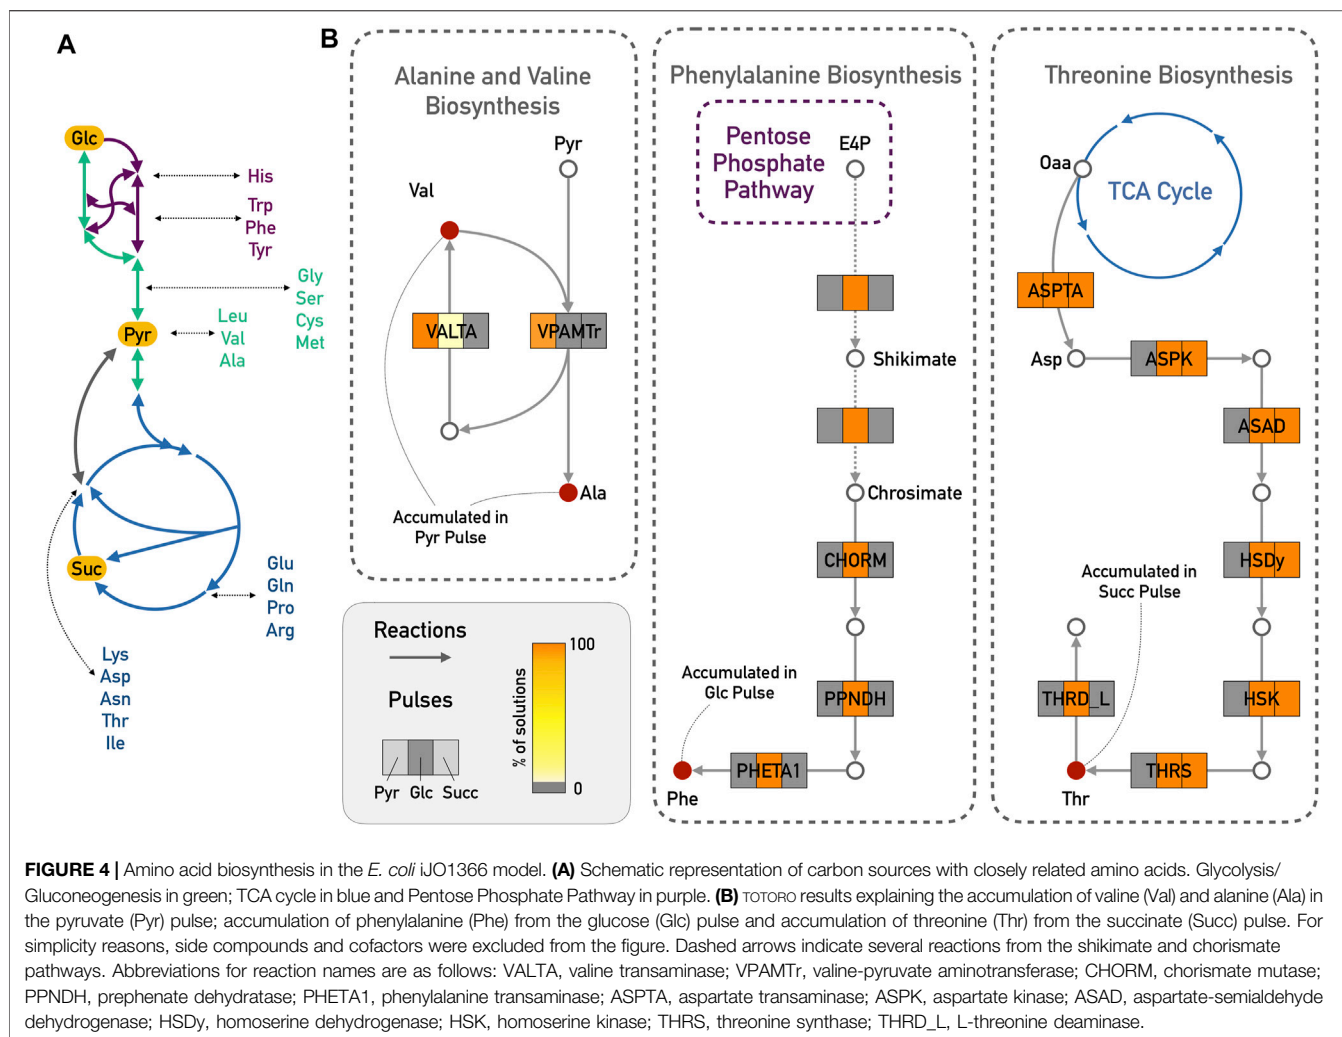 A
Glc
His
Trp
Phe
Tyr
Gly
Ser
Cys
Met
Pyr
Leu
Val
Ala
Suc
Glu
Gln
Pro
Arg
Lys
Asp
Asn
Thr
Ile
B
Alanine and Valine
Biosynthesis
Pyr
Val
VALTA
VPAMTr
Ala
Accumulated in
Pyr Pulse
Reactions
Pulses
Pyr Glc Succ
% of solutions
100
0
Phenylalanine Biosynthesis
Pentose
Phosphate
Pathway
E4P
Shikimate
Chrosimate
CHORM
PPNDH
Accumulated in
Glc Pulse
PHETA1
Phe
Threonine Biosynthesis
Oaa
TCA Cycle
ASPTA
Asp
ASPK
ASAD
HSDy
Accumulated in
Succ Pulse
THRD_L
HSK
THRS
Thr
FIGURE 4 | Amino acid biosynthesis in the E. coli iJO1366 model. (A) Schematic representation of carbon sources with closely related amino acids. Glycolysis/
Gluconeogenesis in green; TCA cycle in blue and Pentose Phosphate Pathway in purple. (B) TOTORO results explaining the accumulation of valine (Val) and alanine (Ala) in
the pyruvate (Pyr) pulse; accumulation of phenylalanine (Phe) from the glucose (Glc) pulse and accumulation of threonine (Thr) from the succinate (Succ) pulse. For
simplicity reasons, side compounds and cofactors were excluded from the figure. Dashed arrows indicate several reactions from the shikimate and chorismate
pathways. Abbreviations for reaction names are as follows: VALTA, valine transaminase; VPAMTr, valine-pyruvate aminotransferase; CHORM, chorismate mutase;
PPNDH, prephenate dehydratase; PHETA1, phenylalanine transaminase; ASPTA, aspartate transaminase; ASPK, aspartate kinase; ASAD, aspartate-semialdehyde
dehydrogenase; HSDy, homoserine dehydrogenase; HSK, homoserine kinase; THRS, threonine synthase; THRD_L, L-threonine deaminase.